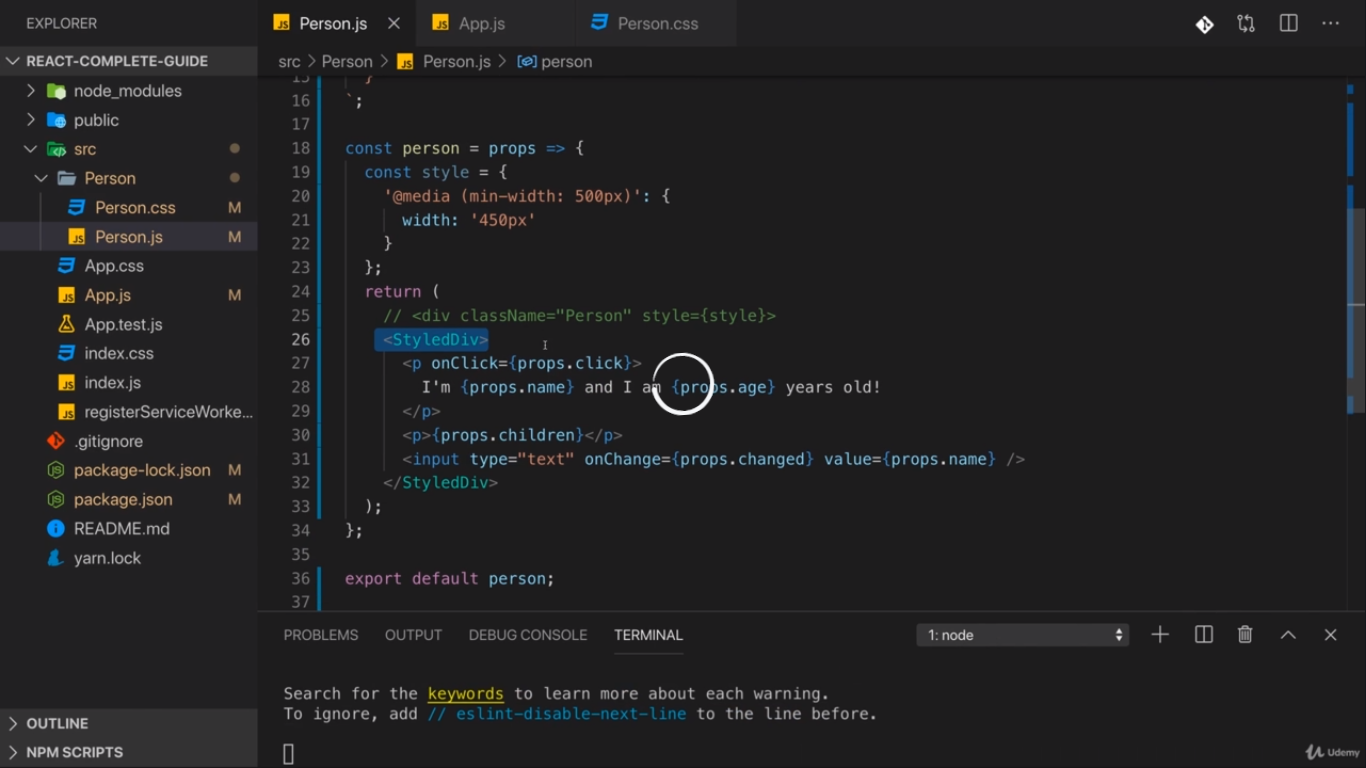 EXPLORER
Person.js
App.js
Person.css
REACT-COMPLETE-GUIDE
src > Person > Person.js > person
node_modules
public
src
Person
Person.css M
Person.js M
App.css
App.js M
App.test.js
index.css
index.js
registerServiceWorke...
.gitignore
package-lock.json M
package.json M
README.md
yarn.lock
OUTLINE
NPM SCRIPTS
15 }
16 `;
17
18 const person = props => {
19 const style = {
20 '@media (min-width: 500px)': {
21 width: '450px'
22 }
23 };
24 return (
25 // <div className="Person" style={style}>
26 <StyledDiv>
27 <p onClick={props.click}>
28 I'm {props.name} and I am {props.age} years old!
29 </p>
30 <p>{props.children}</p>
31 <input type="text" onChange={props.changed} value={props.name} />
32 </StyledDiv>
33 );
34 };
35
36 export default person;
37
PROBLEMS OUTPUT DEBUG CONSOLE TERMINAL 1: node
Search for the keywords to learn more about each warning.
To ignore, add // eslint-disable-next-line to the line before.
Udemy